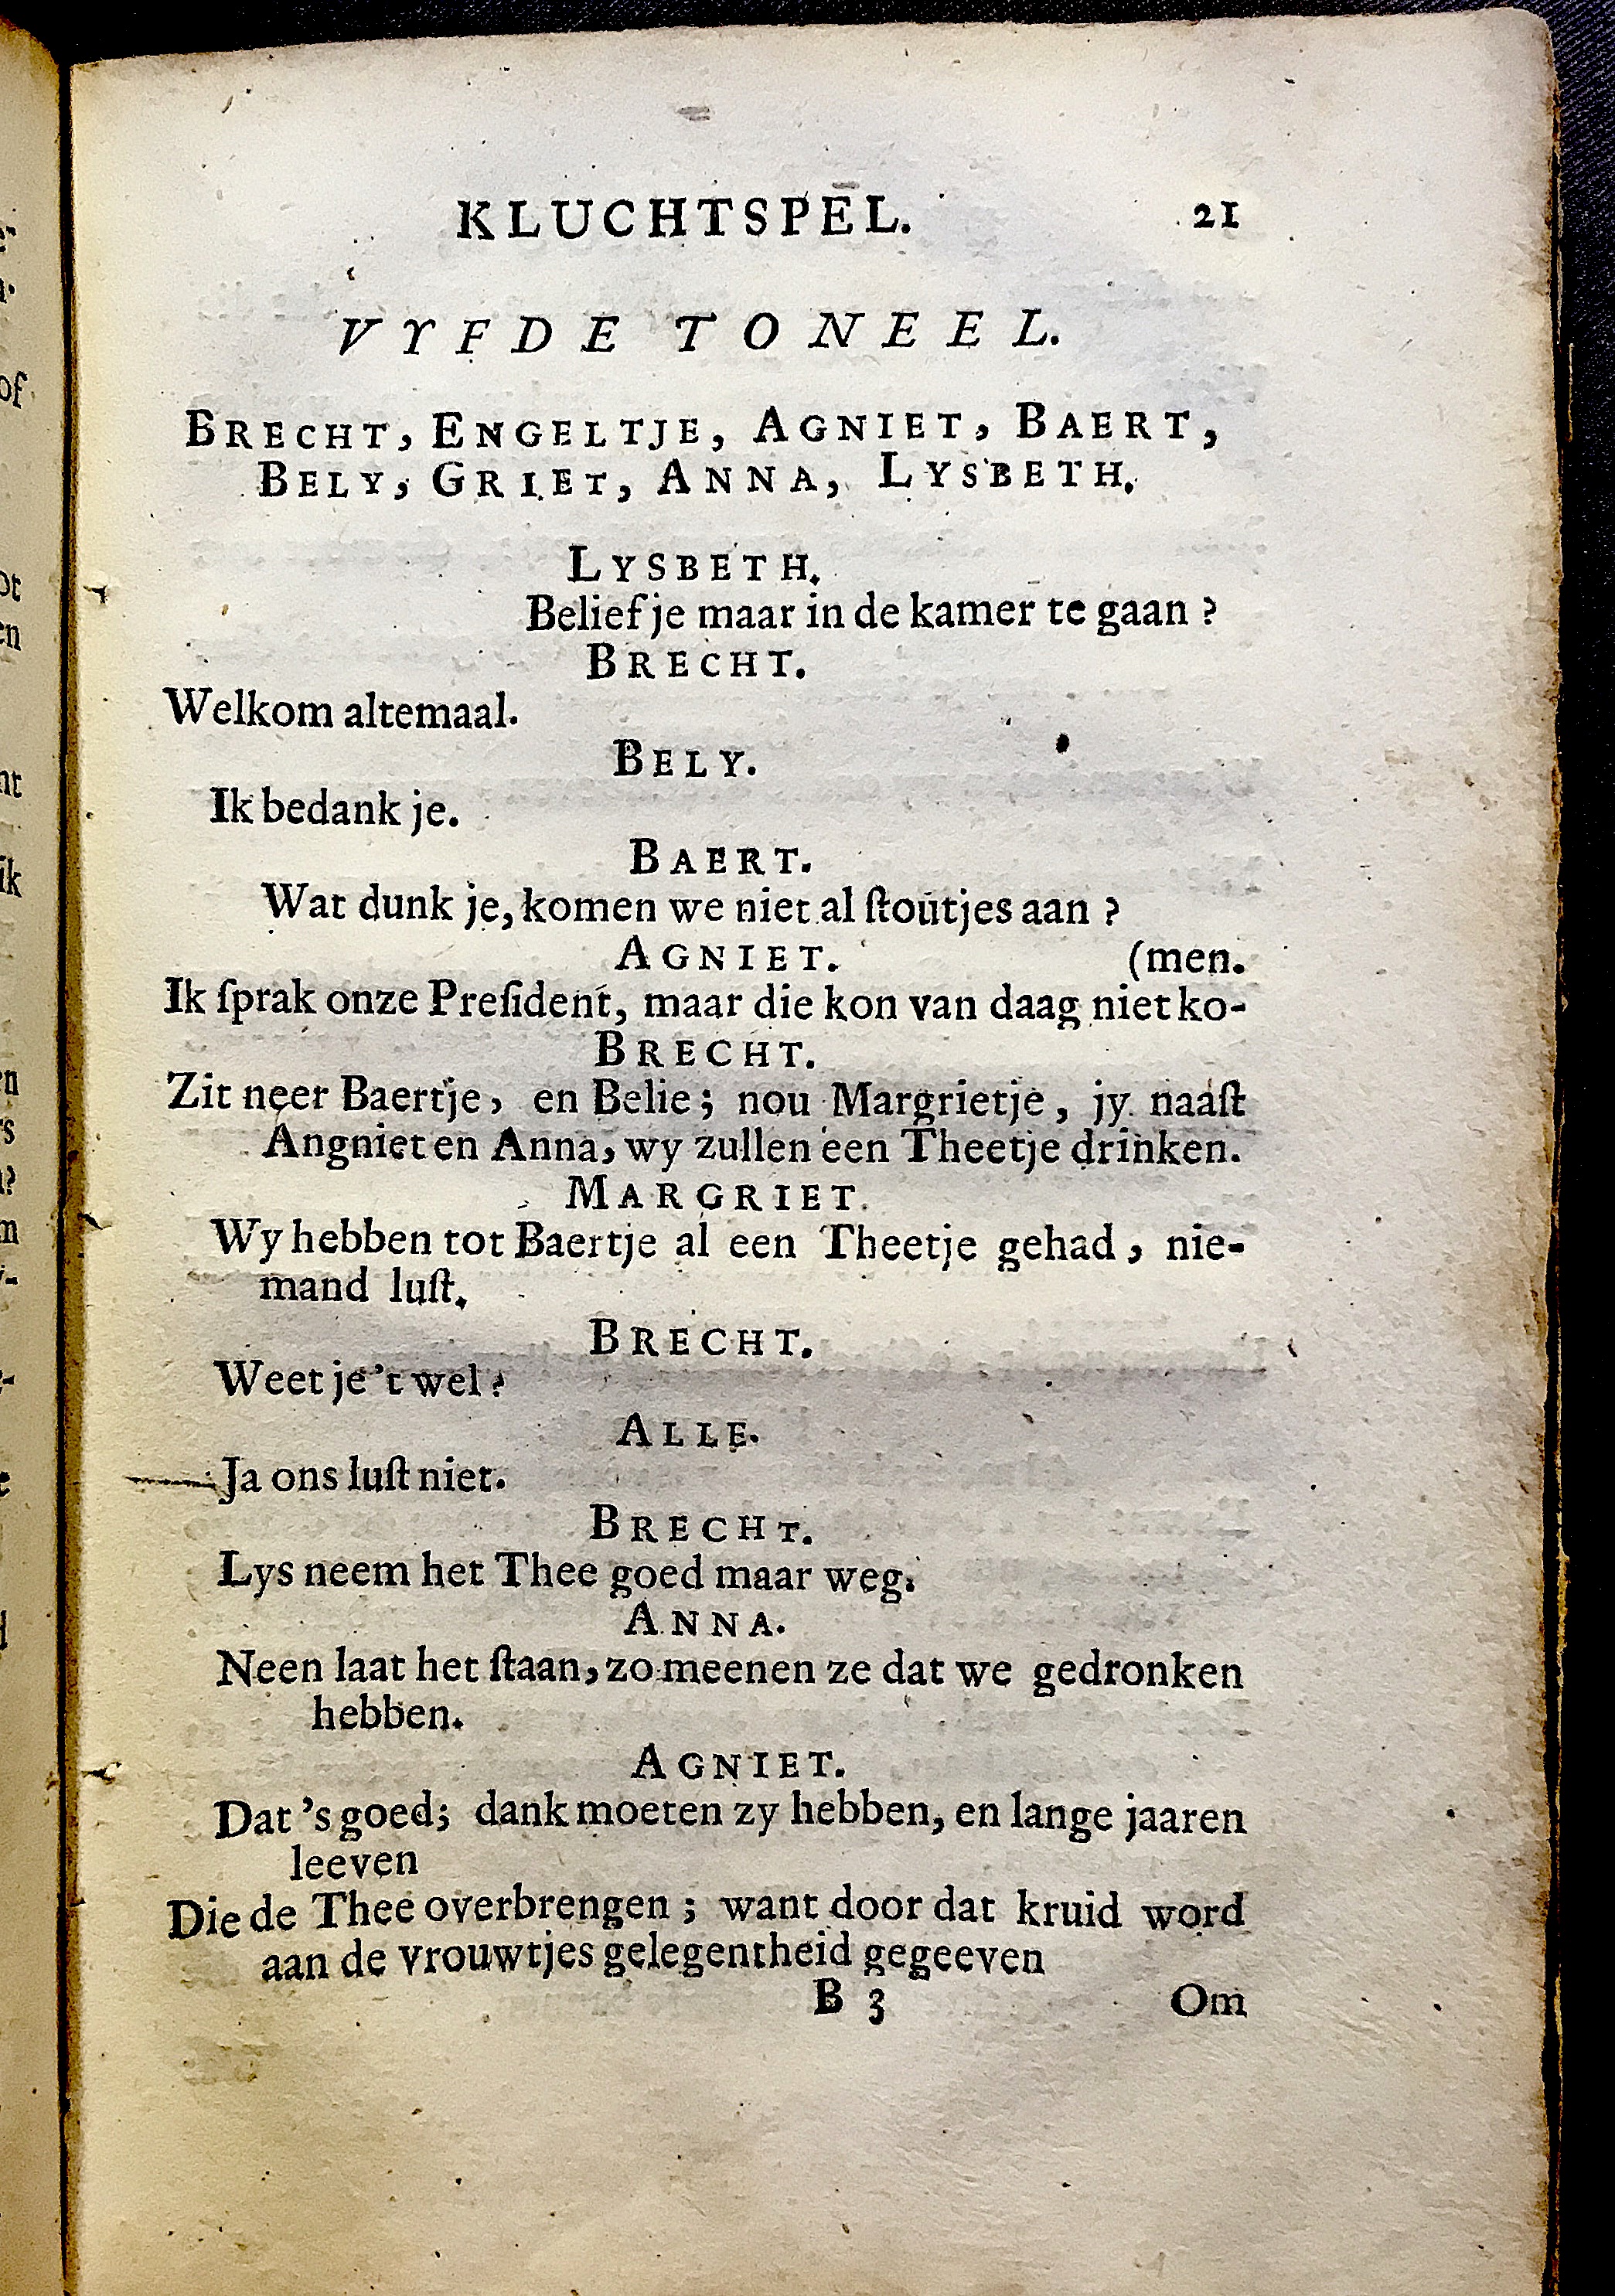 KLUCHTSPEL. 21
VYFDE TONEEL.
BRECHT, ENGELTJE, AGNIET, BAERT,
BELY, GRIET, ANNA, LYSBETH.
LYSBETH.
Belief je maar in de kamer te gaan?
BRECHT.
Welkom altemaal.
BELY.
Ik bedank je.
BAERT.
Wat dunk je, komen we niet al ſtoutjes aan?
AGNIET. (men.
Ik ſprak onze Preſident, maar die kon van daag niet ko-
BRECHT.
Zit neer Baertje, en Belie; nou Margrietje, jy naaſt
Angniet en Anna, wy zullen een Theetje drinken.
MARGRIET.
Wy hebben tot Baertje al een Theetje gehad, nie-
mand luſt.
BRECHT.
Weet je 't wel?
ALLE.
Ja ons luſt niet.
BRECHT.
Lys neem het Thee goed maar weg.
ANNA.
Neen laat het ſtaan, zo meenen ze dat we gedronken
hebben.
AGNIET.
Dat 's goed; dank moeten zy hebben, en lange jaaren
leeven
Die de Thee overbrengen; want door dat kruid word
aan de vrouwtjes gelegentheid gegeeven
B 3 Om
of
ot
en
nt
ik
en
rs
n?
m
y-